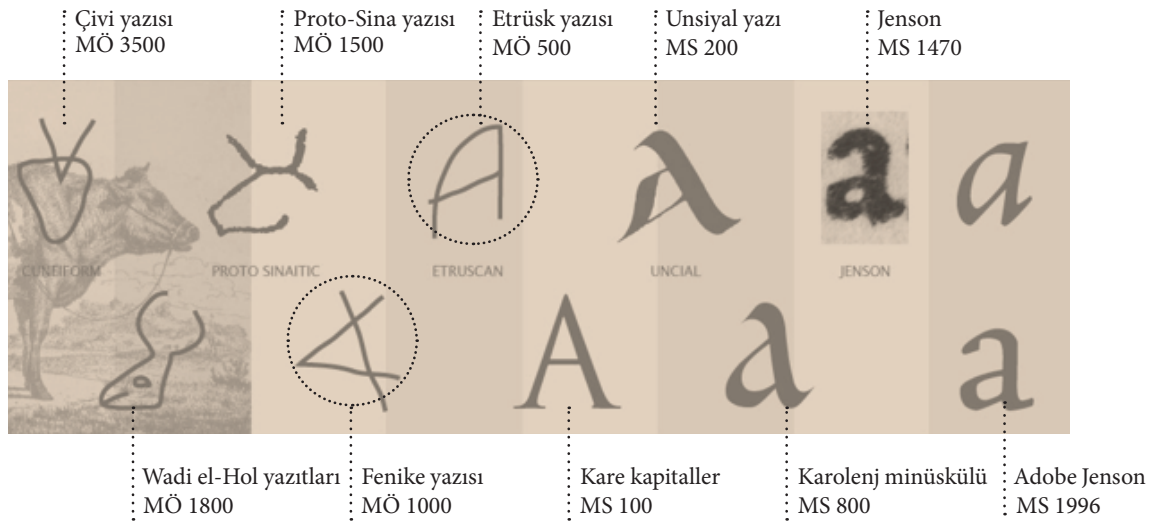 Çivi yazısı
MÖ 3500
Proto-Sina yazısı
MÖ 1500
Etrüsk yazısı
MÖ 500
Unsiyal yazı
MS 200
Jenson
MS 1470
A
A
a
a
CUNEIFORM
PROTO SINAITIC
ETRUSCAN
UNCIAL
JENSON
A
a
a
Wadi el-Hol yazıtları
MÖ 1800
Fenike yazısı
MÖ 1000
Kare kapitaller
MS 100
Karolenj minüskülü
MS 800
Adobe Jenson
MS 1996